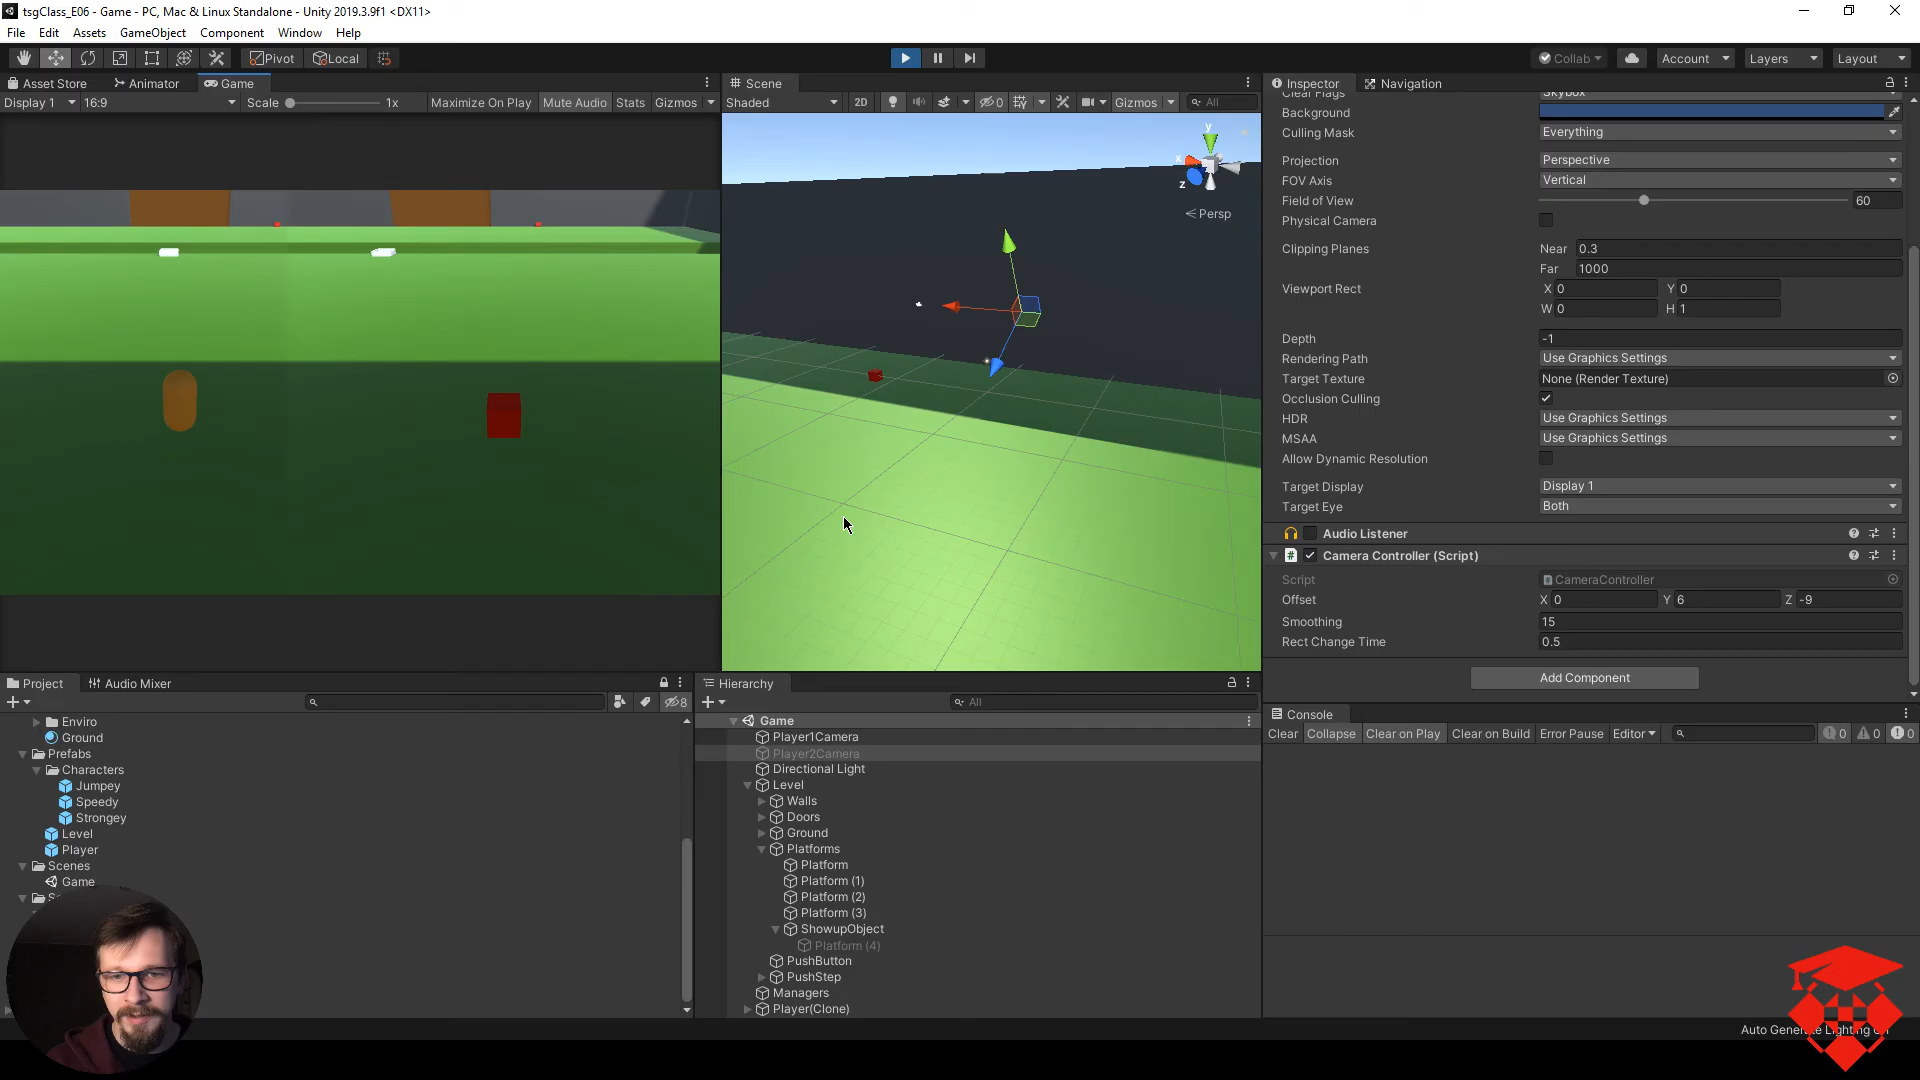 tsgClass_E06 - Game - PC, Mac & Linux Standalone - Unity 2019.3.9f1 <DX11>
File Edit Assets GameObject Component Window Help
Pivot Local
Collab Account Layers Layout
Asset Store Animator Game
Display 1 16:9 Scale 1x Maximize On Play Mute Audio Stats Gizmos
Scene
Shaded 2D 0 Gizmos All
y
x
z
Persp
Inspector Navigation
Clear Flags Skybox
Background
Culling Mask Everything
Projection Perspective
FOV Axis Vertical
Field of View 60
Physical Camera
Clipping Planes Near 0.3
Far 1000
Viewport Rect X 0 Y 0
W 0 H 1
Depth -1
Rendering Path Use Graphics Settings
Target Texture None (Render Texture)
Occlusion Culling
HDR Use Graphics Settings
MSAA Use Graphics Settings
Allow Dynamic Resolution
Target Display Display 1
Target Eye Both
Audio Listener
# Camera Controller (Script)
Script CameraController
Offset X 0 Y 6 Z -9
Smoothing 15
Rect Change Time 0.5
Add Component
Project Audio Mixer
8
Enviro
Ground
Prefabs
Characters
Jumpey
Speedy
Strongey
Level
Player
Scenes
Game
Hierarchy
All
Game
Player1Camera
Player2Camera
Directional Light
Level
Walls
Doors
Ground
Platforms
Platform
Platform (1)
Platform (2)
Platform (3)
ShowupObject
Platform (4)
PushButton
PushStep
Managers
Player(Clone)
Console
Clear Collapse Clear on Play Clear on Build Error Pause Editor 0 0 0
Auto Generate Lighting On